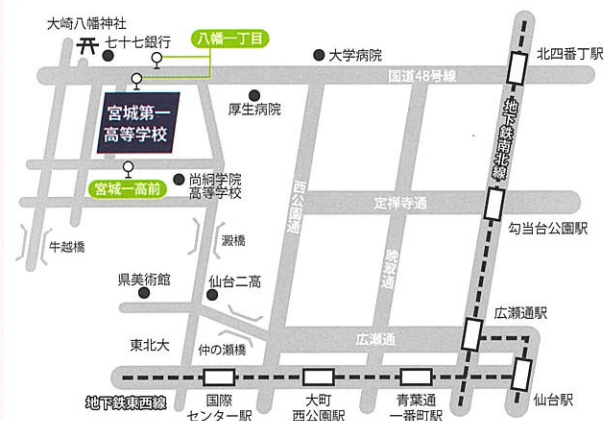 大崎八幡神社
七十七銀行
八幡一丁目
大学病院
北四番丁駅
国道48号線
宮城第一
高等学校
厚生病院
地下鉄南北線
宮城一高前
尚絅学院
高等学校
西公園通
定禅寺通
勾当台公園駅
牛越橋
澱橋
晩翠通
県美術館
仙台二高
広瀬通駅
東北大
仲の瀬橋
広瀬通
仙台駅
地下鉄東西線
国際
センター駅
大町
西公園駅
青葉通
一番町駅